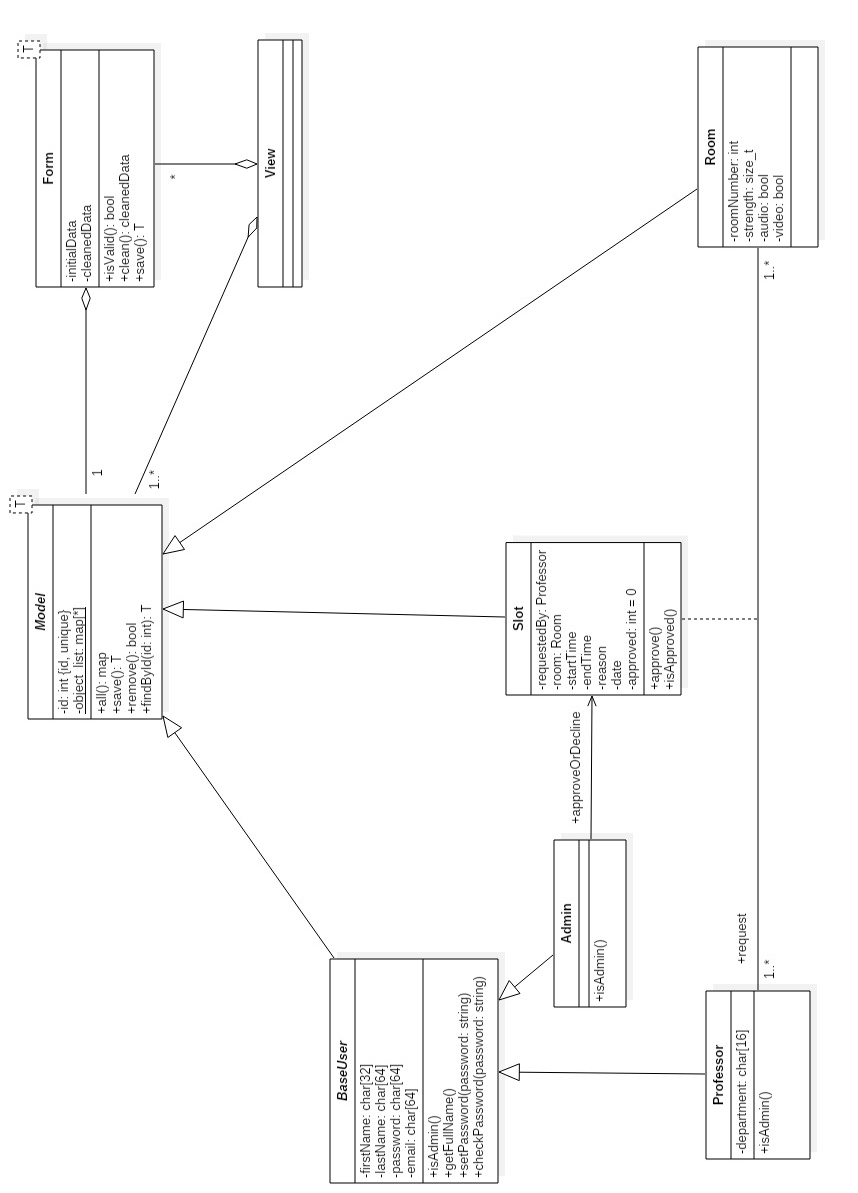 T
Form
-initialData
-cleanedData
+isValid(): bool
+clean(): cleanedData
+save(): T
*
View
1
1..*
T
Model
-id: int {id, unique}
-object_list: map[*]
+all(): map
+save(): T
+remove(): bool
+findById(id: int): T
Room
-roomNumber: int
-strength: size_t
-audio: bool
-video: bool
1..*
Slot
-requestedBy: Professor
-room: Room
-startTime
-endTime
-reason
-date
-approved: int = 0
+approve()
+isApproved()
+approveOrDecline
Admin
+isAdmin()
+request
1..*
BaseUser
-firstName: char[32]
-lastName: char[64]
-password: char[64]
-email: char[64]
+isAdmin()
+getFullName()
+setPassword(password: string)
+checkPassword(password: string)
Professor
-department: char[16]
+isAdmin()